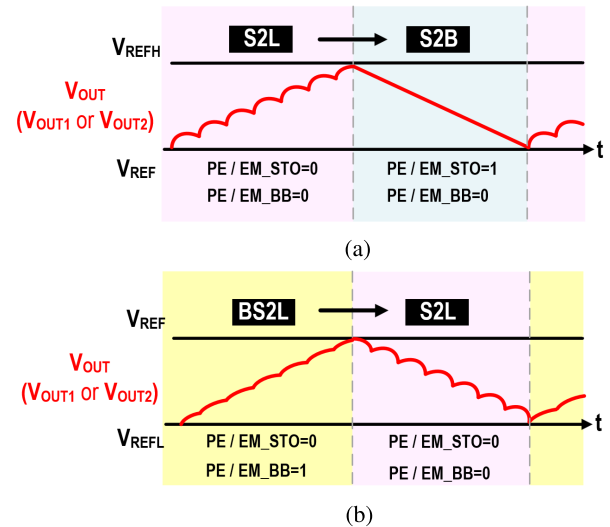 S2L S2B
VREFH
VOUT
(VOUT1 or VOUT2)
VREF
t
PE / EM_STO=0 PE / EM_STO=1
PE / EM_BB=0 PE / EM_BB=0
(a)
BS2L S2L
VREF
VOUT
(VOUT1 or VOUT2)
VREFL
t
PE / EM_STO=0 PE / EM_STO=0
PE / EM_BB=1 PE / EM_BB=0
(b)